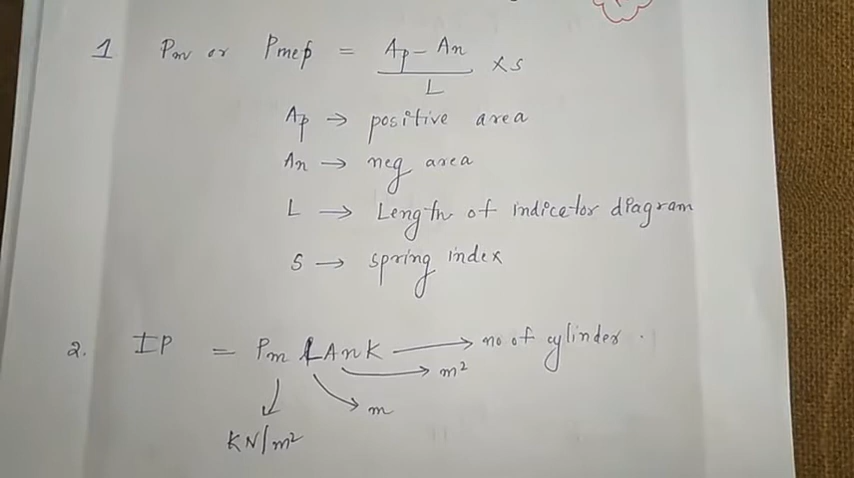 1 Pm or Pmep = Ap - An / L × s
Ap → positive area
An → neg area
L → Length of indicetor diagram
S → spring index
2. IP = Pm LAnK → no of cylinder.
m²
m
KN/m²